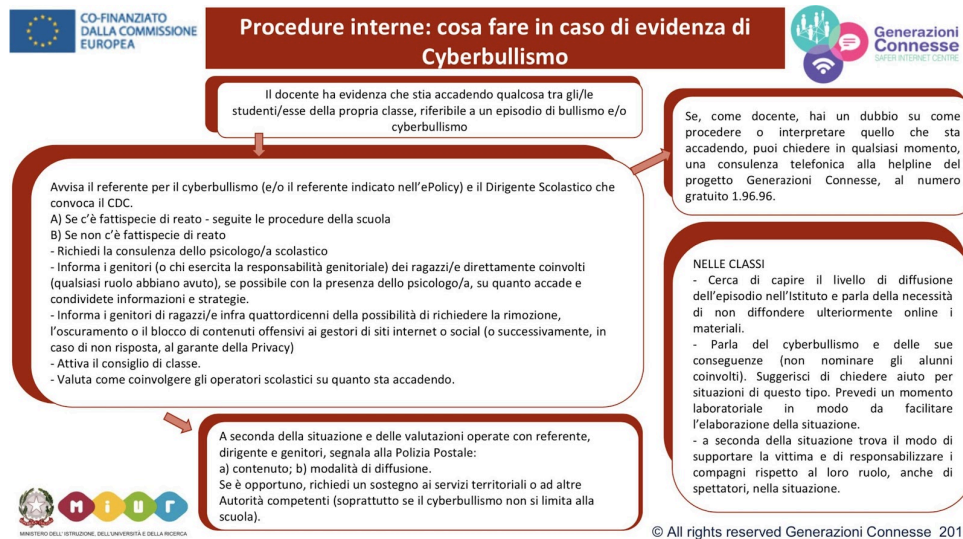 CO-FINANZIATO
DALLA COMMISSIONE
EUROPEA
Procedure interne: cosa fare in caso di evidenza di
Cyberbullismo
Generazioni
Connesse
SAFER INTERNET CENTRE
Il docente ha evidenza che stia accadendo qualcosa tra gli/le
studenti/esse della propria classe, riferibile a un episodio di bullismo e/o
cyberbullismo
Se, come docente, hai un dubbio su come
procedere o interpretare quello che sta
accadendo, puoi chiedere in qualsiasi momento,
una consulenza telefonica alla helpline del
progetto Generazioni Connesse, al numero
gratuito 1.96.96.
Avvisa il referente per il cyberbullismo (e/o il referente indicato nell'ePolicy) e il Dirigente Scolastico che
convoca il CDC.
A) Se c'è fattispecie di reato - seguite le procedure della scuola
B) Se non c'è fattispecie di reato
- Richiedi la consulenza dello psicologo/a scolastico
- Informa i genitori (o chi esercita la responsabilità genitoriale) dei ragazzi/e direttamente coinvolti
(qualsiasi ruolo abbiano avuto), se possibile con la presenza dello psicologo/a, su quanto accade e
condividete informazioni e strategie.
- Informa i genitori di ragazzi/e infra quattordicenni della possibilità di richiedere la rimozione,
l'oscuramento o il blocco di contenuti offensivi ai gestori di siti internet o social (o successivamente, in
caso di non risposta, al garante della Privacy)
- Attiva il consiglio di classe.
- Valuta come coinvolgere gli operatori scolastici su quanto sta accadendo.
NELLE CLASSI
- Cerca di capire il livello di diffusione
dell'episodio nell'Istituto e parla della necessità
di non diffondere ulteriormente online i
materiali.
- Parla del cyberbullismo e delle sue
conseguenze (non nominare gli alunni
coinvolti). Suggerisci di chiedere aiuto per
situazioni di questo tipo. Prevedi un momento
laboratoriale in modo da facilitare
l'elaborazione della situazione.
- a seconda della situazione trova il modo di
supportare la vittima e di responsabilizzare i
compagni rispetto al loro ruolo, anche di
spettatori, nella situazione.
A seconda della situazione e delle valutazioni operate con referente,
dirigente e genitori, segnala alla Polizia Postale:
a) contenuto; b) modalità di diffusione.
Se è opportuno, richiedi un sostegno ai servizi territoriali o ad altre
Autorità competenti (soprattutto se il cyberbullismo non si limita alla
scuola).
miur
MINISTERO DELL'ISTRUZIONE, DELL'UNIVERSITÀ E DELLA RICERCA
© All rights reserved Generazioni Connesse 201